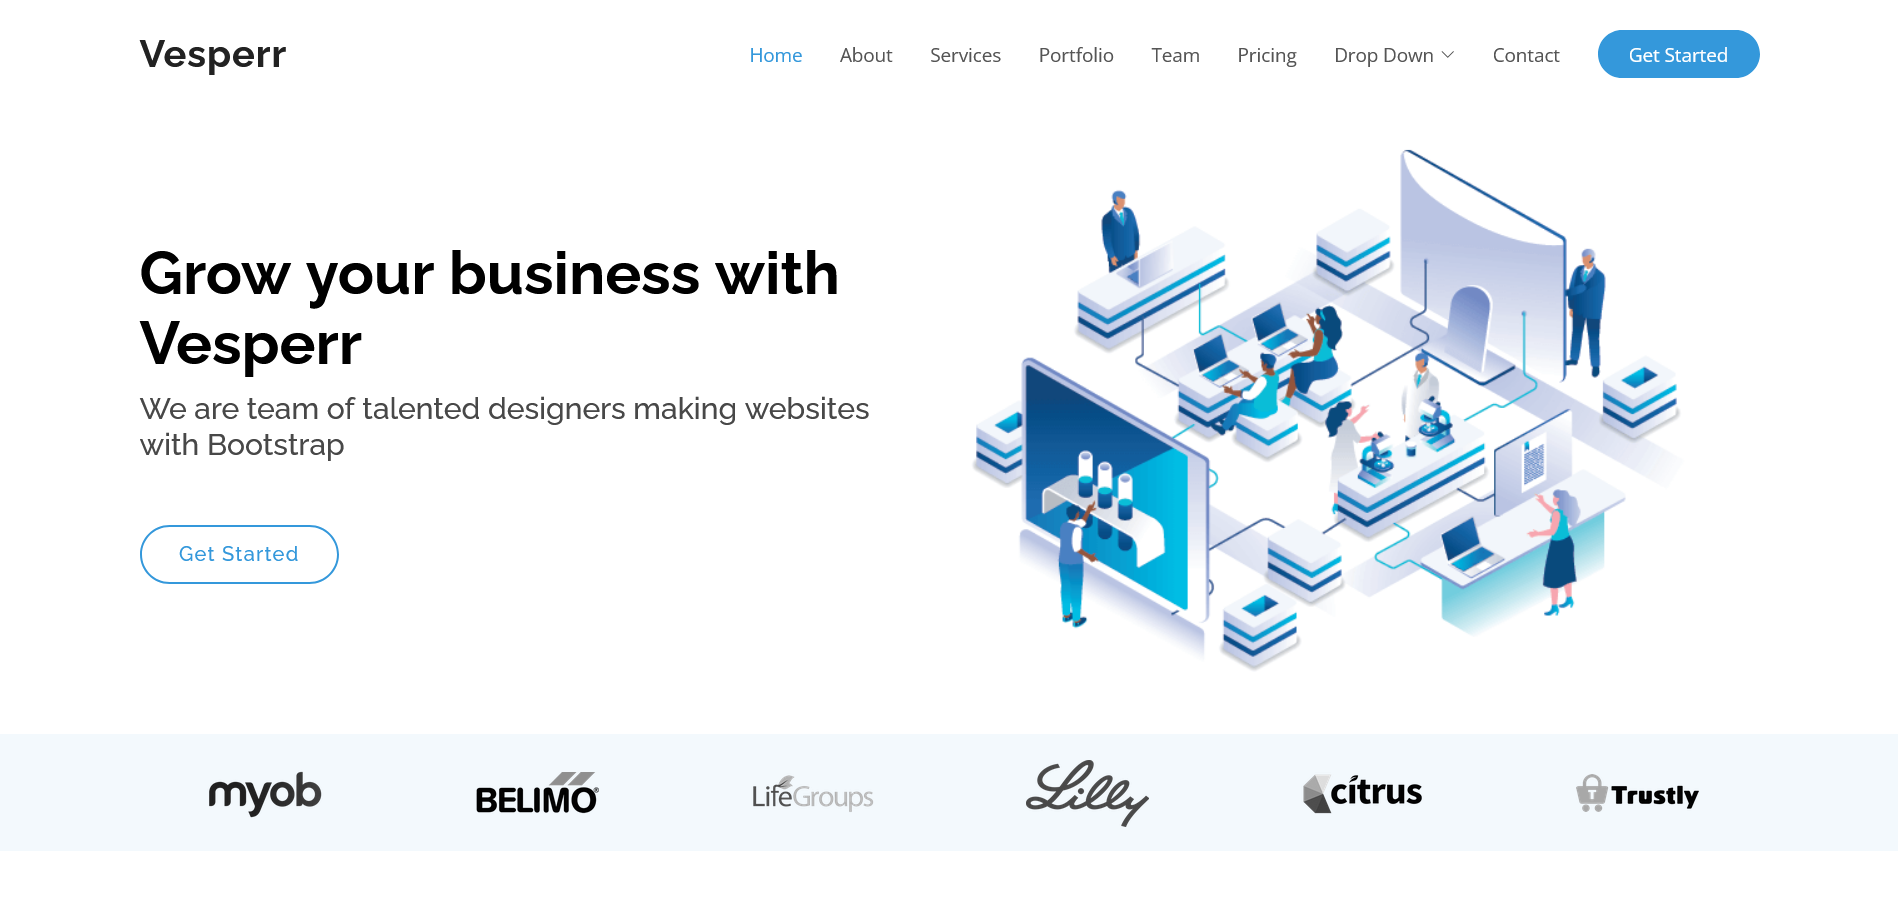 Vesperr
Home About Services Portfolio Team Pricing Drop Down Contact Get Started
Grow your business with
Vesperr
We are team of talented designers making websites
with Bootstrap
Get Started
myob BELIMO® LifeGroups Lilly citrus T Trustly